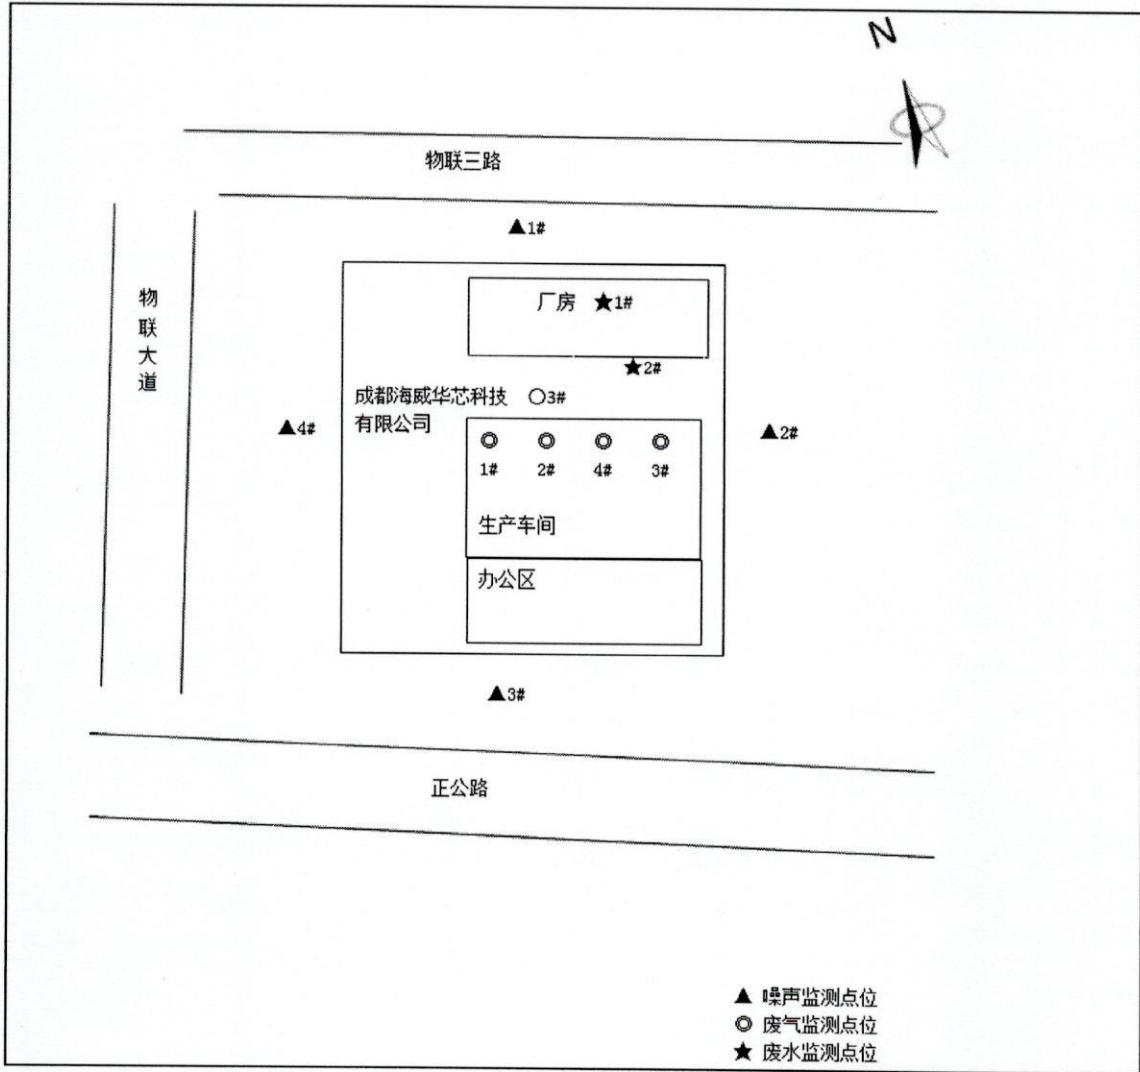 N
物联三路
▲1#
物联大道
厂房 ★1#
★2#
成都海威华芯科技 ○3#
有限公司
▲4#
▲2#
◎ ◎ ◎ ◎
1# 2# 4# 3#
生产车间
办公区
▲3#
正公路
▲ 噪声监测点位
◎ 废气监测点位
★ 废水监测点位